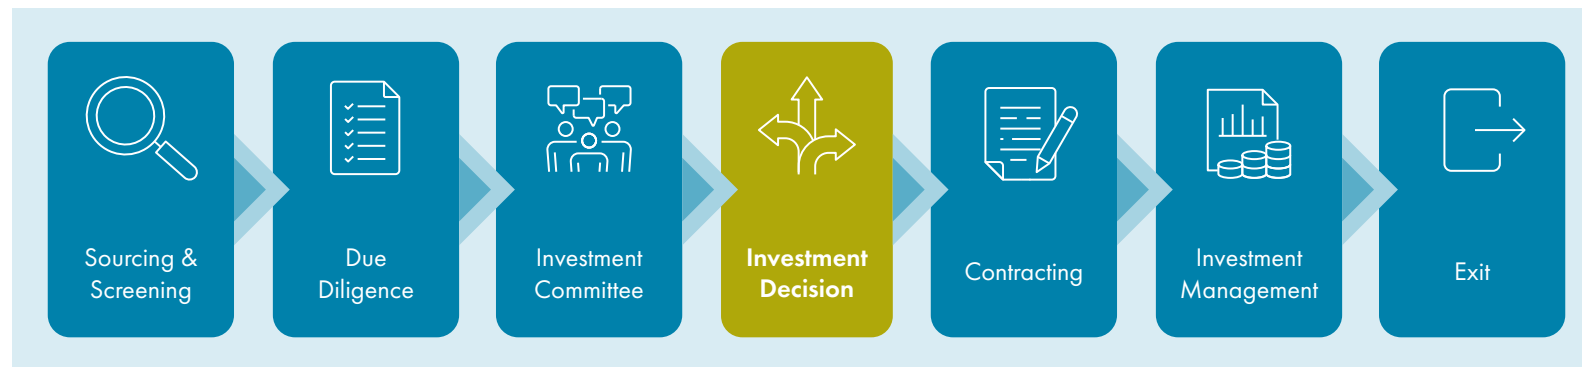 Sourcing &
Screening
Due
Diligence
Investment
Committee
Investment
Decision
Contracting
Investment
Management
Exit